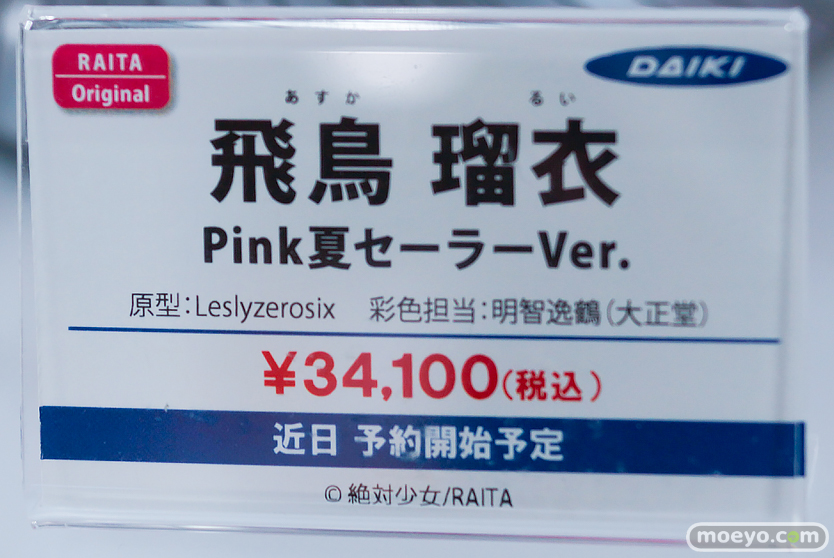 RAITA
Original
DAIKI
あすか るい
飛鳥 瑠衣
Pink夏セーラーVer.
原型：Leslyzerosix 彩色担当：明智逸鶴（大正堂）
¥34,100(税込)
近日 予約開始予定
© 絶対少女/RAITA
moeyo.com